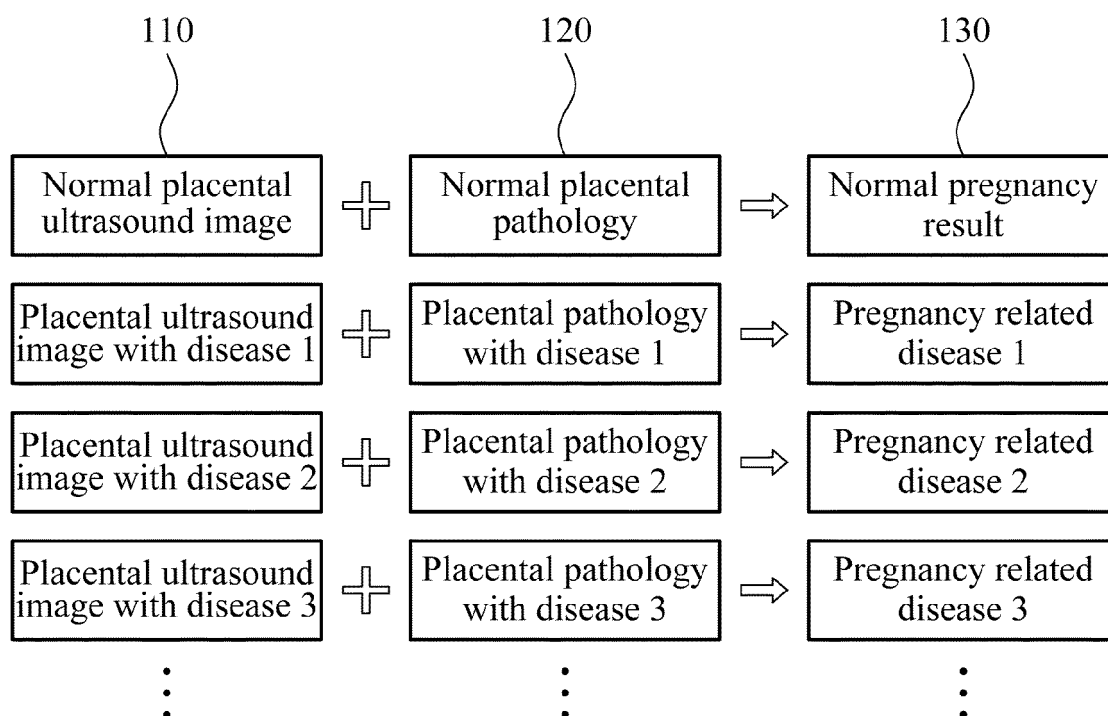 110
120
130
Normal placental
ultrasound image
Normal placental
pathology
Normal pregnancy
result
Placental ultrasound
image with disease 1
Placental pathology
with disease 1
Pregnancy related
disease 1
Placental ultrasound
image with disease 2
Placental pathology
with disease 2
Pregnancy related
disease 2
Placental ultrasound
image with disease 3
Placental pathology
with disease 3
Pregnancy related
disease 3